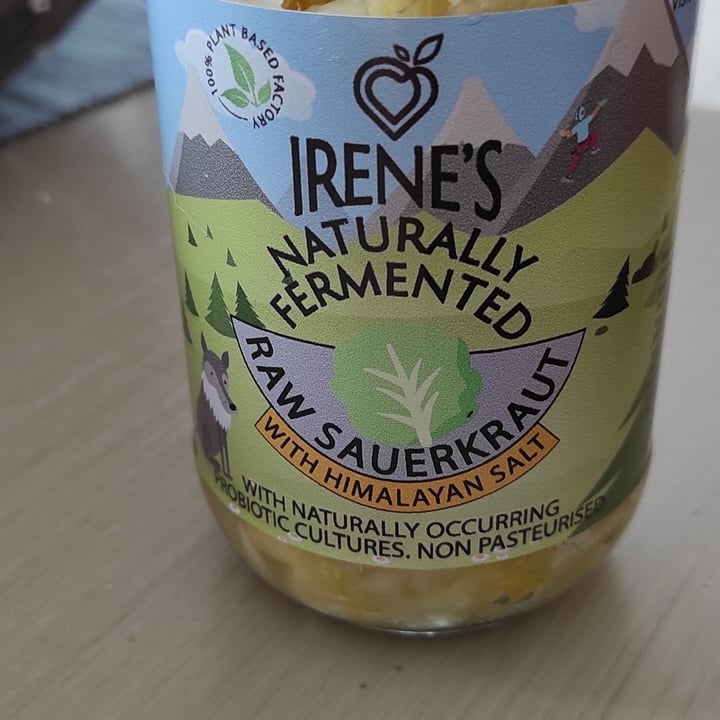 100% PLANT BASED FACTORY
IRENE'S
NATURALLY
FERMENTED
RAW SAUERKRAUT
WITH HIMALAYAN SALT
WITH NATURALLY OCCURRING
PROBIOTIC CULTURES. NON PASTEURISED